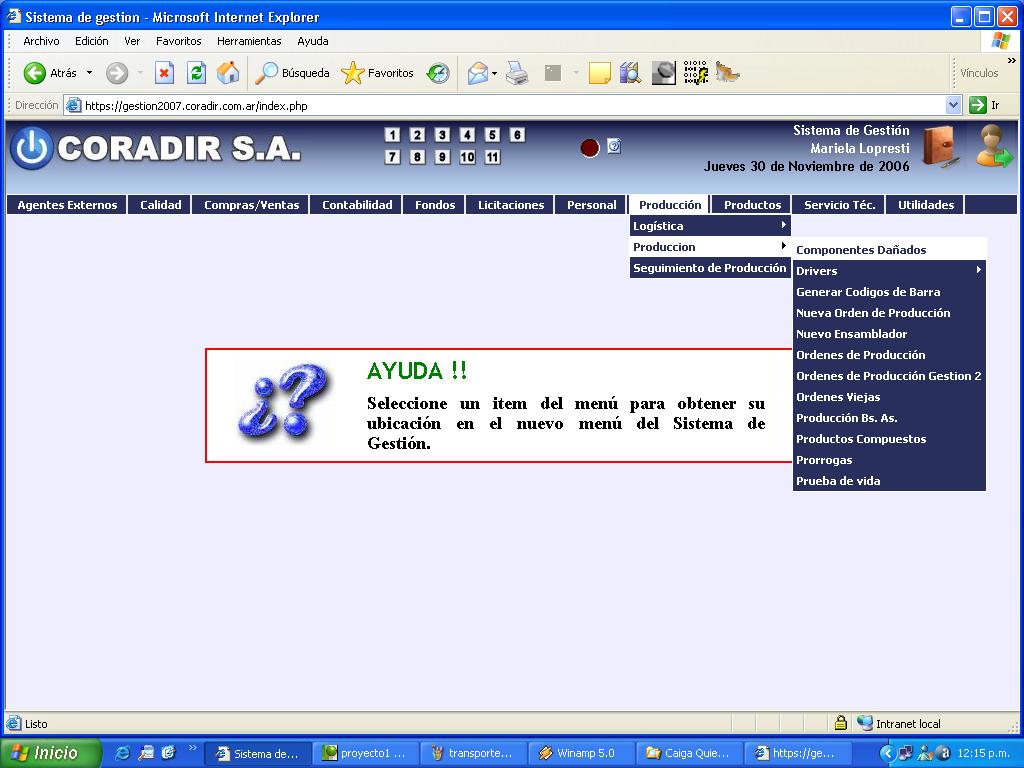 Sistema de gestion - Microsoft Internet Explorer
Archivo Edición Ver Favoritos Herramientas Ayuda
Atrás Búsqueda Favoritos Vínculos »
Dirección https://gestion2007.coradir.com.ar/index.php Ir
CORADIR S.A.
1 2 3 4 5 6
7 8 9 10 11
Sistema de Gestión
Mariela Lopresti
Jueves 30 de Noviembre de 2006
Agentes Externos Calidad Compras/Ventas Contabilidad Fondos Licitaciones Personal Producción Productos Servicio Téc. Utilidades
Logística
Produccion
Seguimiento de Producción
Componentes Dañados
Drivers
Generar Codigos de Barra
Nueva Orden de Producción
Nuevo Ensamblador
Ordenes de Producción
Ordenes de Producción Gestion 2
Ordenes Viejas
Producción Bs. As.
Productos Compuestos
Prorrogas
Prueba de vida
¿?
AYUDA !!
Seleccione un item del menú para obtener su
ubicación en el nuevo menú del Sistema de
Gestión.
Listo Intranet local
Inicio » Sistema de... proyecto1 ... transporte... Winamp 5.0 Caiga Quie... https://ge... 12:15 p.m.